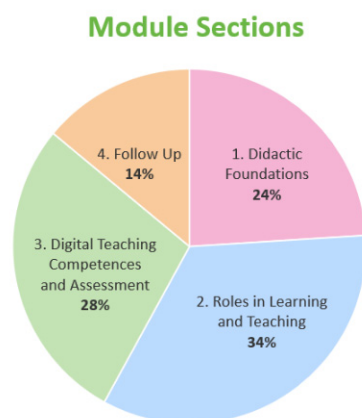 Module Sections
1. Didactic
Foundations
24%
2. Roles in Learning
and Teaching
34%
3. Digital Teaching
Competences
and Assessment
28%
4. Follow Up
14%